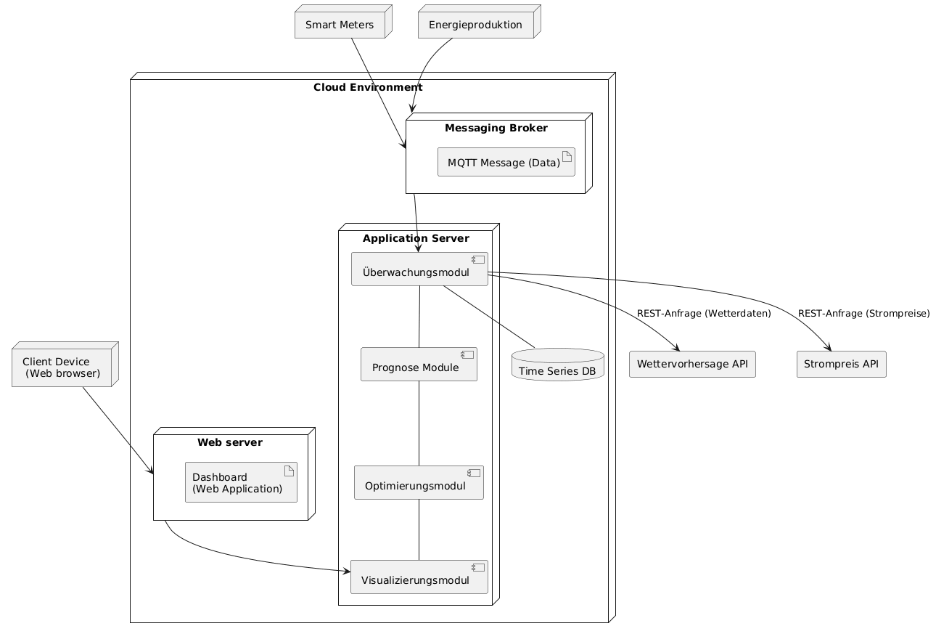 Smart Meters
Energieproduktion
Cloud Environment
Messaging Broker
MQTT Message (Data)
Application Server
Überwachungsmodul
REST-Anfrage (Wetterdaten)
REST-Anfrage (Strompreise)
Client Device
(Web browser)
Prognose Module
Time Series DB
Wettervorhersage API
Strompreis API
Web server
Dashboard
(Web Application)
Optimierungsmodul
Visualizierungsmodul